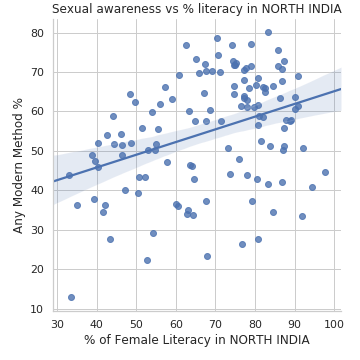 Sexual awareness vs % literacy in NORTH INDIA
80
70
60
50
40
30
20
10
Any Modern Method %
30 40 50 60 70 80 90 100
% of Female Literacy in NORTH INDIA